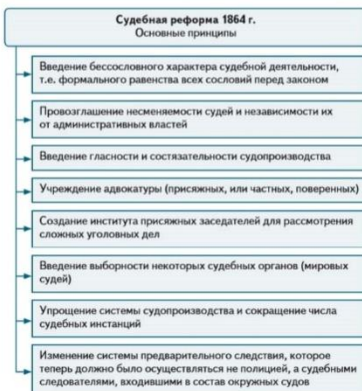 Судебная реформа 1864 г.
Основные принципы
Введение бессословного характера судебной деятельности,
т.е. формального равенства всех сословий перед законом
Провозглашение несменяемости судей и независимости их
от административных властей
Введение гласности и состязательности судопроизводства
Учреждение адвокатуры (присяжных, или частных, поверенных)
Создание института присяжных заседателей для рассмотрения
сложных уголовных дел
Введение выборности некоторых судебных органов (мировых
судей)
Упрощение системы судопроизводства и сокращение числа
судебных инстанций
Изменение системы предварительного следствия, которое
теперь должно было осуществляться не полицией, а судебными
следователями, входившими в состав окружных судов